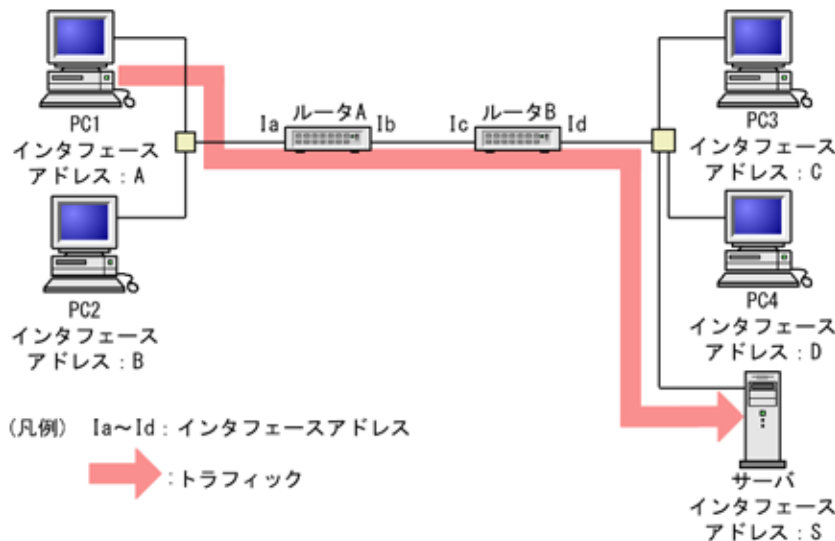 PC1
インタフェース
アドレス：A
PC2
インタフェース
アドレス：B
Ia
ルータA
Ib
Ic
ルータB
Id
PC3
インタフェース
アドレス：C
PC4
インタフェース
アドレス：D
サーバ
インタフェース
アドレス：S
(凡例) Ia～Id：インタフェースアドレス
：トラフィック